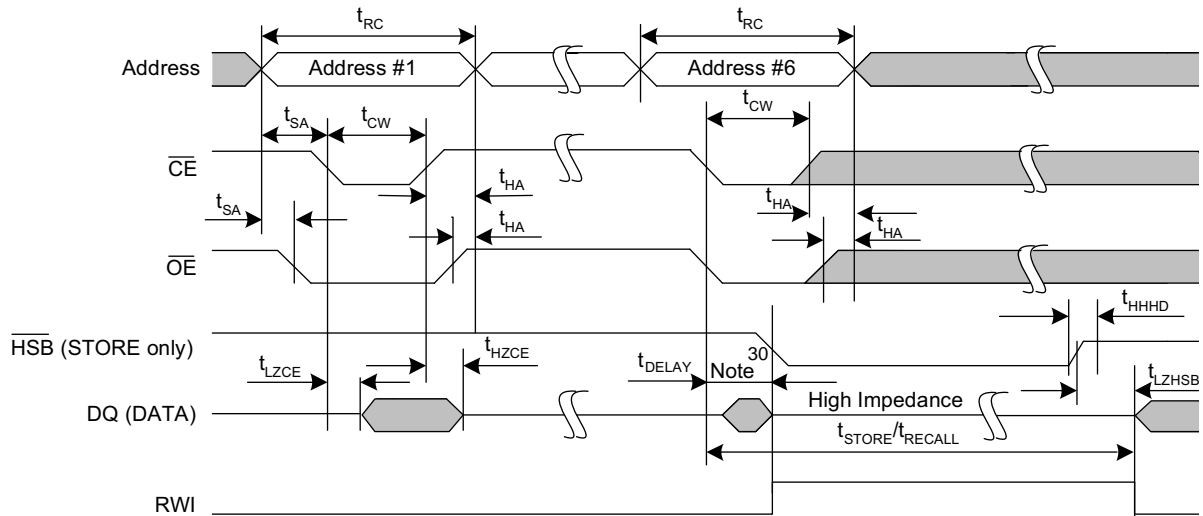 tRC
tRC
Address
Address #1
Address #6
tCW
tSA
tCW
CE
tHA
tSA
tHA
tHA
tHA
OE
tHHHD
HSB (STORE only)
tHZCE
30
tLZCE
tDELAY
Note
tLZHSB
High Impedance
DQ (DATA)
tSTORE/tRECALL
RWI